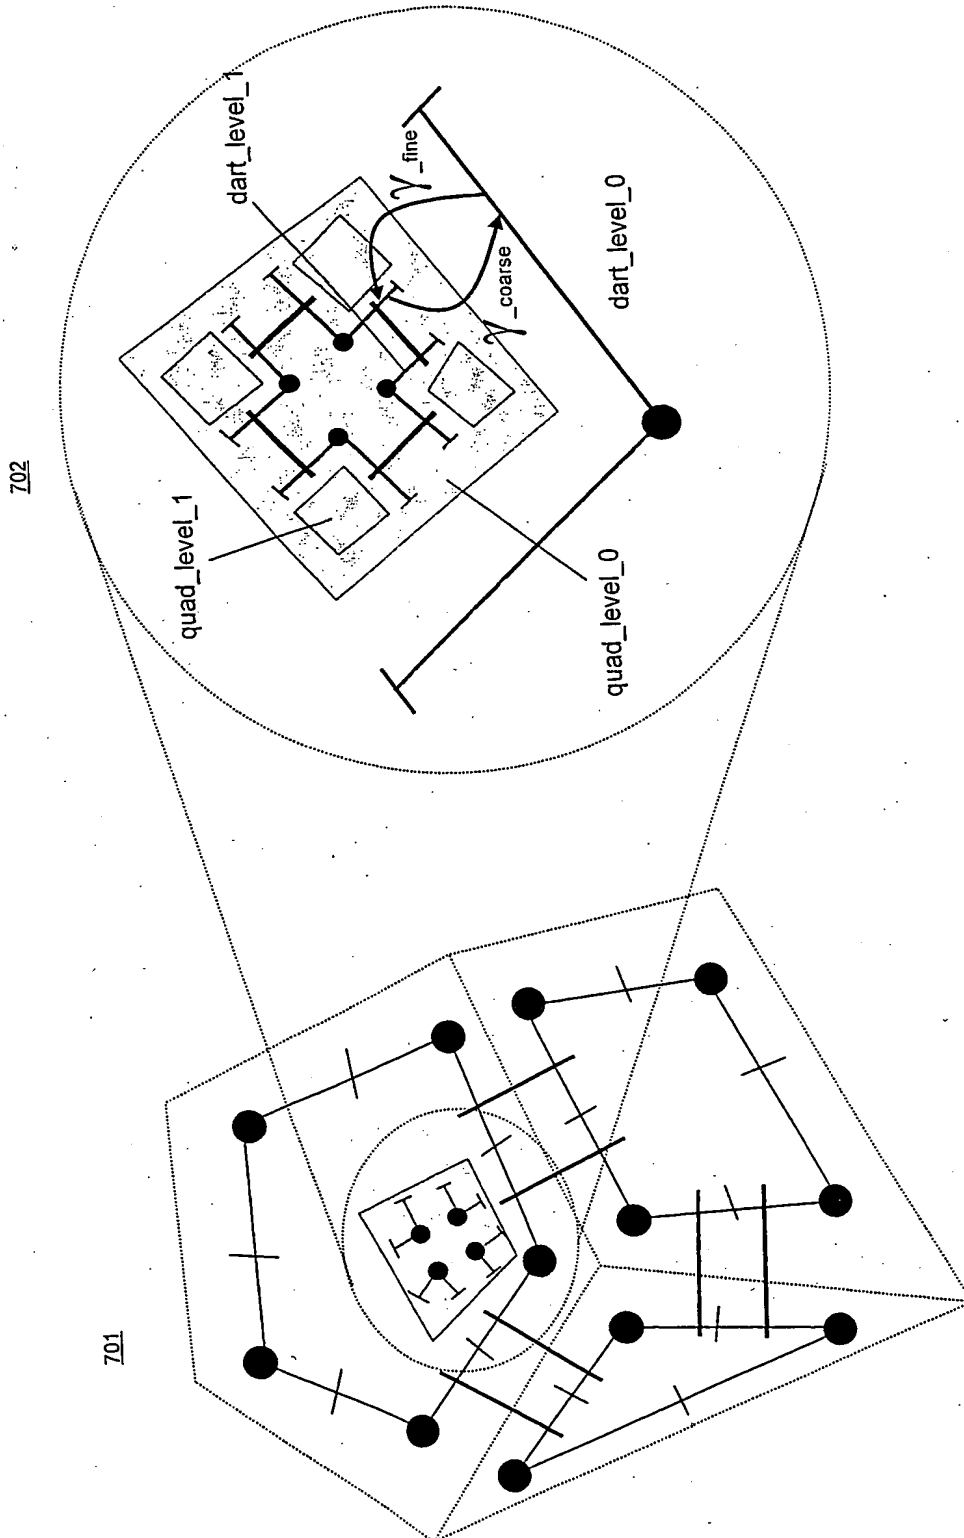 702
dart_level_1
γ_fine
quad_level_1
γ_coarse
dart_level_0
quad_level_0
701